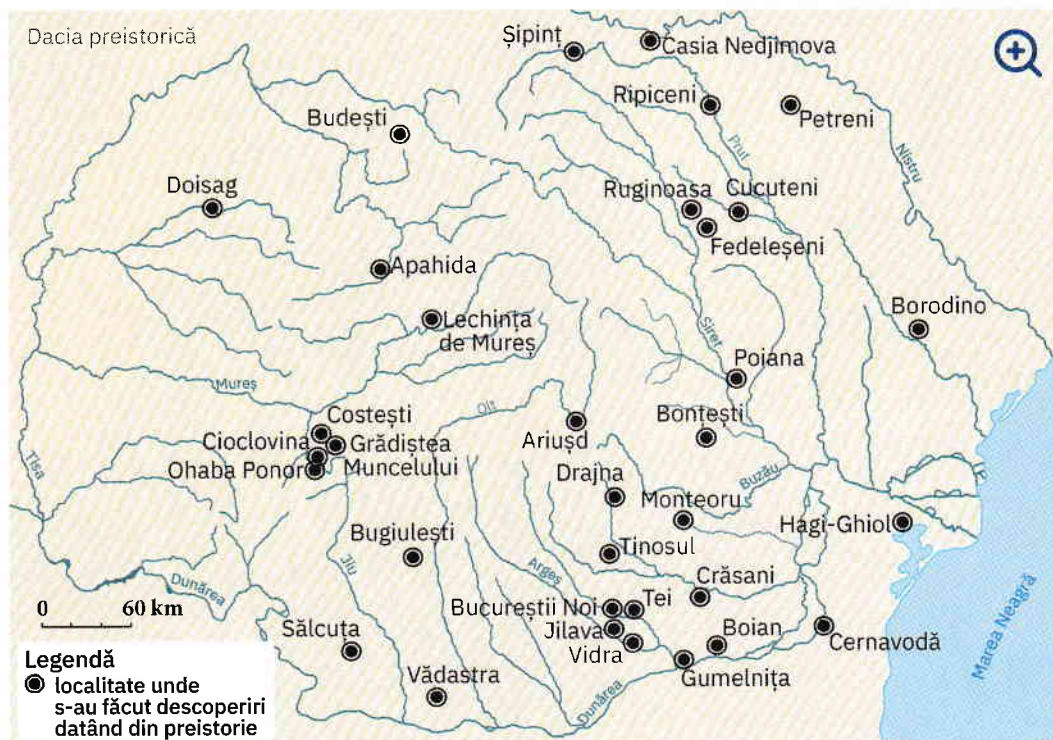 Dacia preistorică
Șipinț
Casia Nedjimova
Ripiceni
Petreni
Budești
Prut
Nistru
Doisag
Ruginoasa
Cucuteni
Fedeleșeni
Apahida
Borodino
Lechința
de Mureș
Siret
Poiana
Mureș
Costești
Olt
Ariușd
Bontești
Cioclovina
Grădiștea
Muncelului
Ohaba Ponor
Tisa
Drajna
Monteoru
Buzău
Hagi-Ghiol
Bugiulești
Tinosul
Jiu
Argeș
Crăsani
Dunărea
0 60 km
Bucureștii Noi
Tei
Sălcuța
Jilava
Boian
Cernavodă
Vidra
Marea Neagră
Gumelnița
Vădastra
Dunărea
Legendă
localitate unde
s-au făcut descoperiri
datând din preistorie